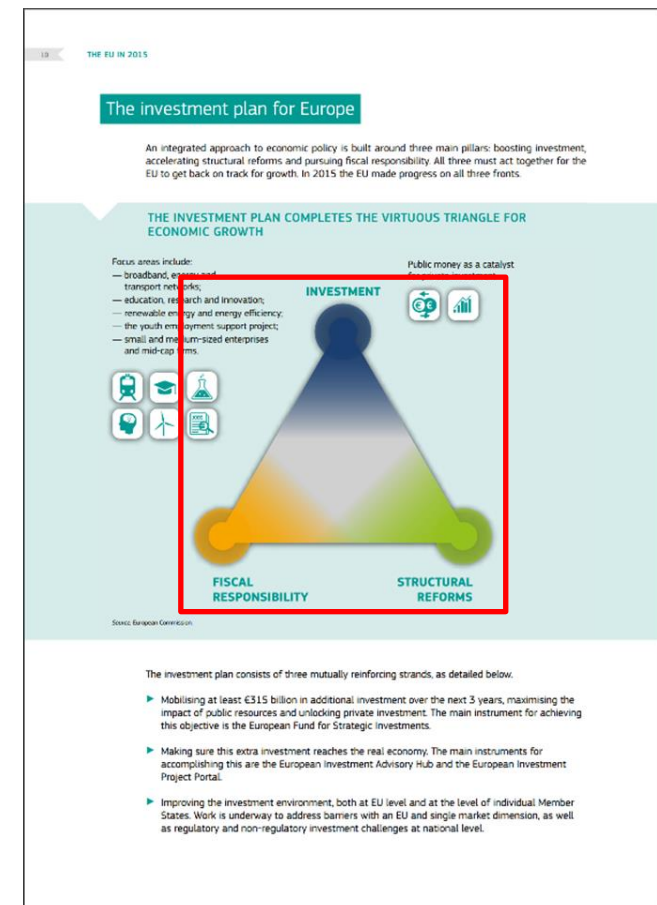 10
THE EU IN 2015
The investment plan for Europe
An integrated approach to economic policy is built around three main pillars: boosting investment,
accelerating structural reforms and pursuing fiscal responsibility. All three must act together for the
EU to get back on track for growth. In 2015 the EU made progress on all three fronts.
THE INVESTMENT PLAN COMPLETES THE VIRTUOUS TRIANGLE FOR
ECONOMIC GROWTH
Focus areas include:
— broadband, energy and
transport networks;
— education, research and innovation;
— renewable energy and energy efficiency;
— the youth employment support project;
— small and medium-sized enterprises
and mid-cap firms.
Public money as a catalyst
for private investment
INVESTMENT
FISCAL
RESPONSIBILITY
STRUCTURAL
REFORMS
Source: European Commission.
The investment plan consists of three mutually reinforcing strands, as detailed below.
► Mobilising at least €315 billion in additional investment over the next 3 years, maximising the
impact of public resources and unlocking private investment. The main instrument for achieving
this objective is the European Fund for Strategic Investments.
► Making sure this extra investment reaches the real economy. The main instruments for
accomplishing this are the European Investment Advisory Hub and the European Investment
Project Portal.
► Improving the investment environment, both at EU level and at the level of individual Member
States. Work is underway to address barriers with an EU and single market dimension, as well
as regulatory and non-regulatory investment challenges at national level.